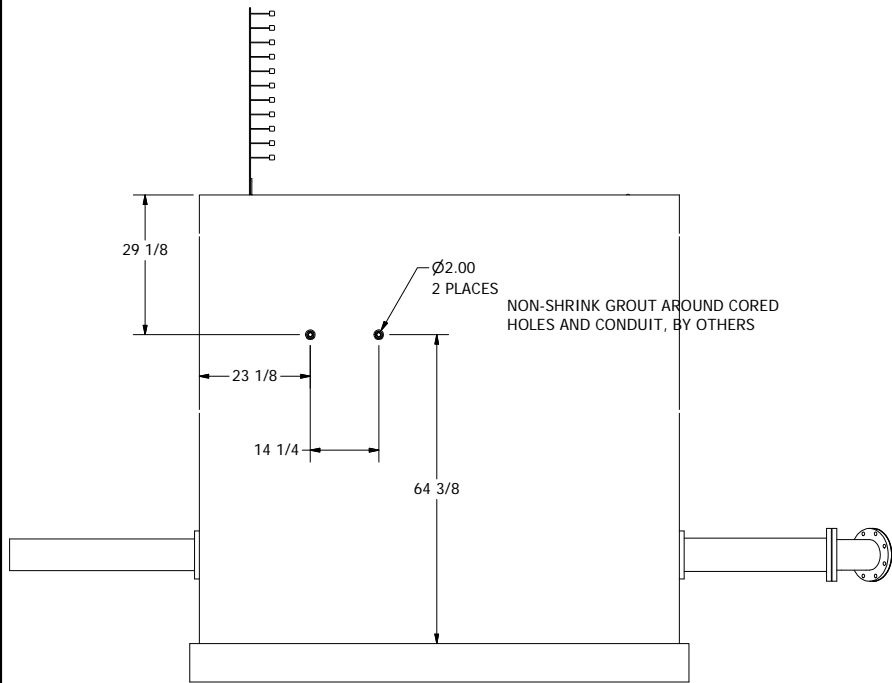 29 1/8
Ø2.00
2 PLACES
NON-SHRINK GROUT AROUND CORED
HOLES AND CONDUIT, BY OTHERS
23 1/8
14 1/4
64 3/8